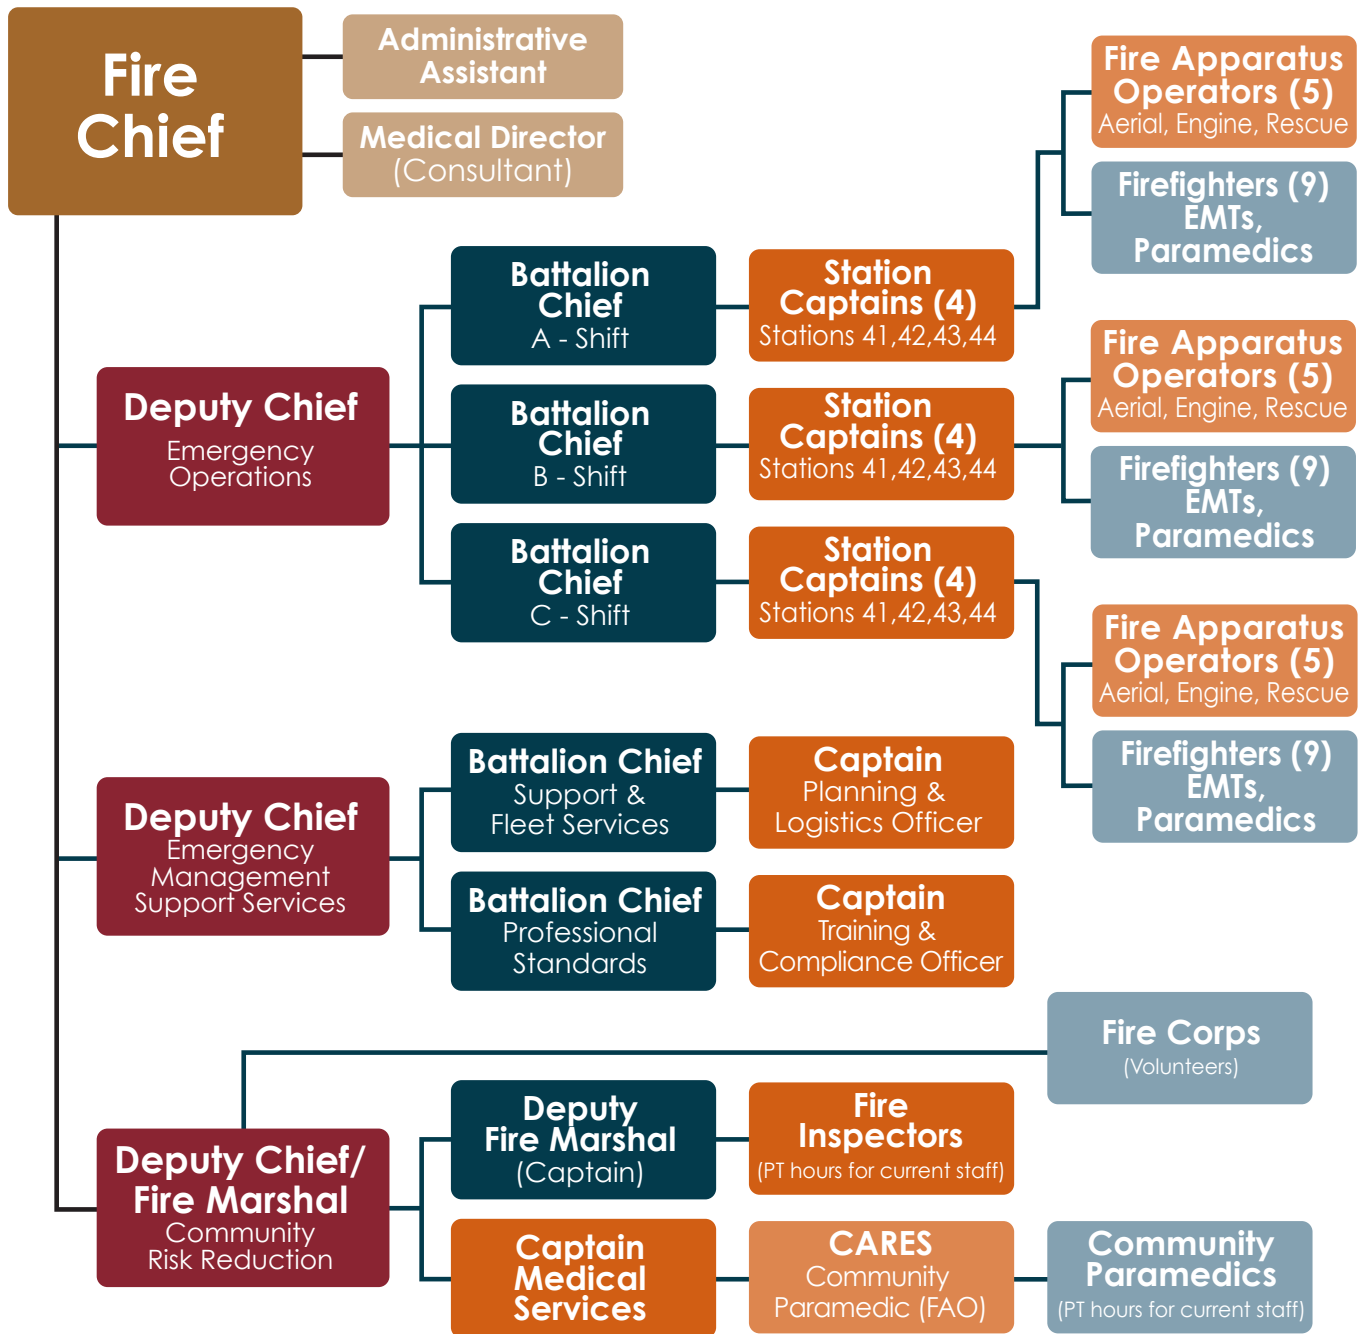 Fire
Chief
Administrative
Assistant
Medical Director
(Consultant)
Deputy Chief
Emergency
Operations
Battalion
Chief
A - Shift
Station
Captains (4)
Stations 41,42,43,44
Fire Apparatus
Operators (5)
Aerial, Engine, Rescue
Firefighters (9)
EMTs,
Paramedics
Battalion
Chief
B - Shift
Station
Captains (4)
Stations 41,42,43,44
Fire Apparatus
Operators (5)
Aerial, Engine, Rescue
Firefighters (9)
EMTs,
Paramedics
Battalion
Chief
C - Shift
Station
Captains (4)
Stations 41,42,43,44
Fire Apparatus
Operators (5)
Aerial, Engine, Rescue
Firefighters (9)
EMTs,
Paramedics
Deputy Chief
Emergency
Management
Support Services
Battalion Chief
Support &
Fleet Services
Captain
Planning &
Logistics Officer
Battalion Chief
Professional
Standards
Captain
Training &
Compliance Officer
Deputy Chief/
Fire Marshal
Community
Risk Reduction
Fire Corps
(Volunteers)
Deputy
Fire Marshal
(Captain)
Fire
Inspectors
(PT hours for current staff)
Captain
Medical
Services
CARES
Community
Paramedic (FAO)
Community
Paramedics
(PT hours for current staff)